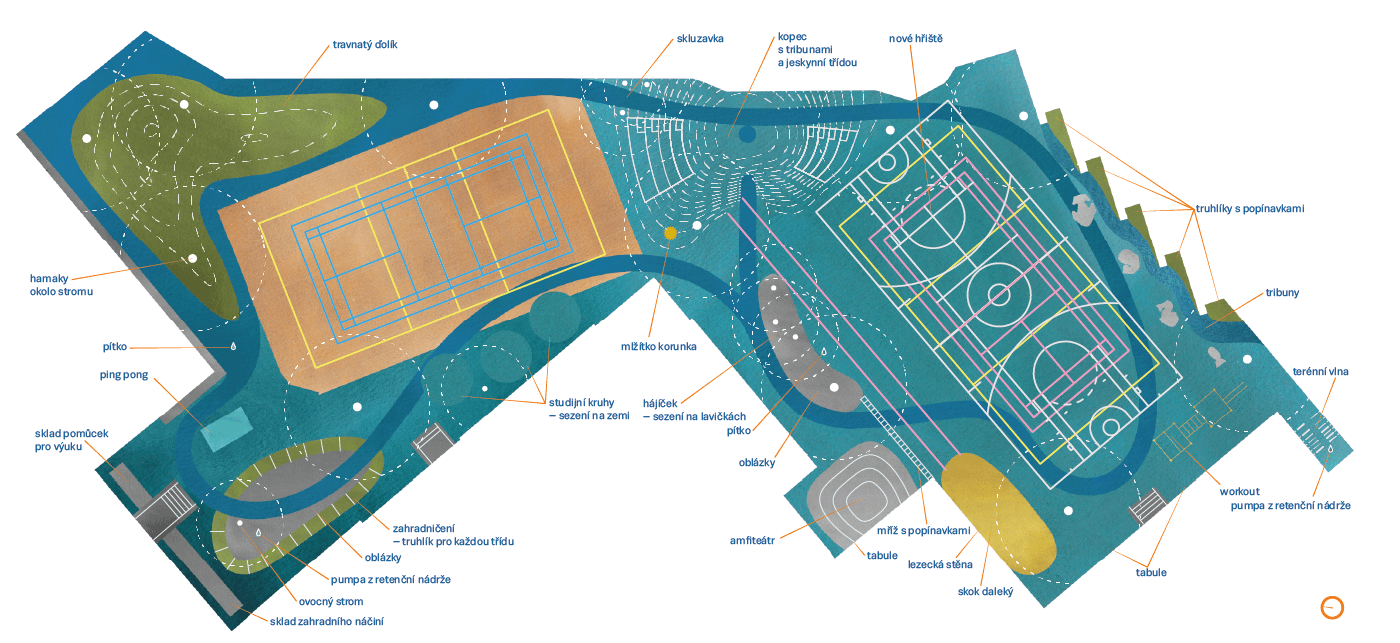 travnatý ďolík
skluzavka
kopec
s tribunami
a jeskynní třídou
nové hřiště
truhlíky s popínavkami
tribuny
terénní vlna
hamaky
okolo stromu
pítko
ping pong
sklad pomůcek
pro výuku
mlžítko korunka
studijní kruhy
– sezení na zemi
hájíček
– sezení na lavičkách
pítko
oblázky
workout
pumpa z retenční nádrže
zahradničení
– truhlík pro každou třídu
oblázky
pumpa z retenční nádrže
ovocný strom
sklad zahradního náčiní
amfiteátr
mříž s popínavkami
tabule
lezecká stěna
skok daleký
tabule